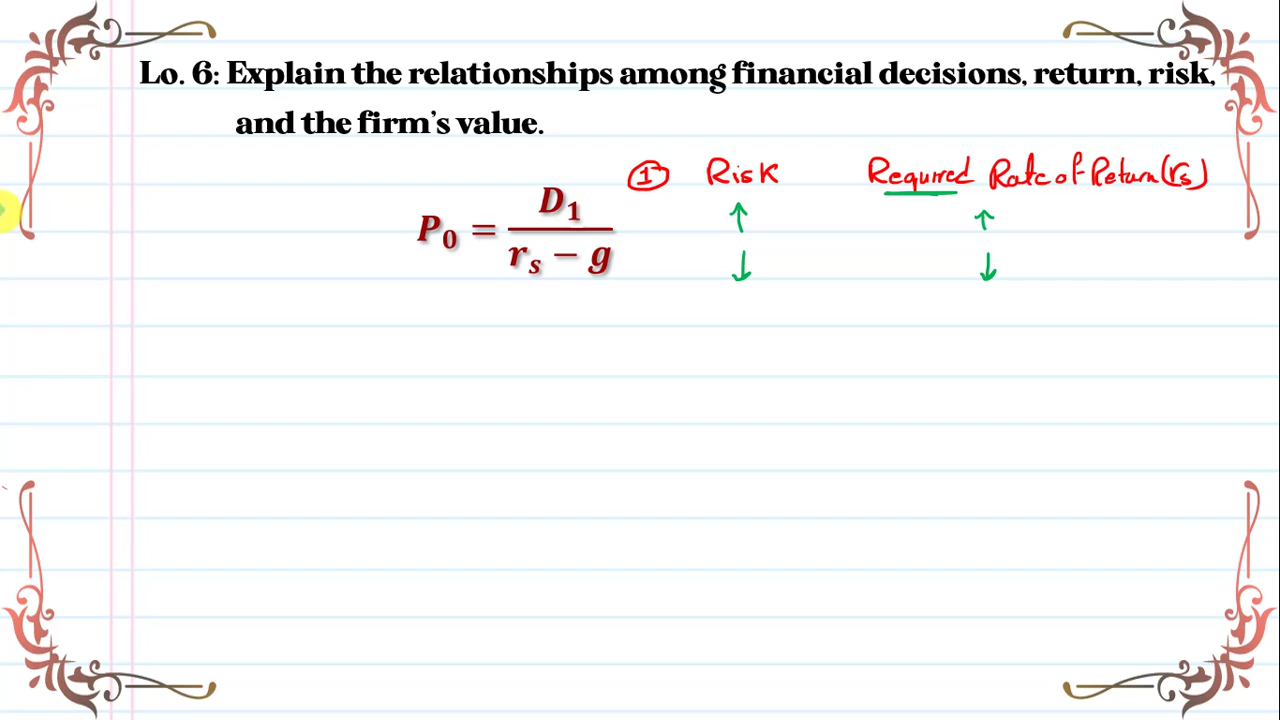 Lo. 6: Explain the relationships among financial decisions, return, risk,
and the firm's value.
① Risk Required Rate of Return (rs)
P₀ = D₁ / (rₛ − g)
↑ ↑
↓ ↓